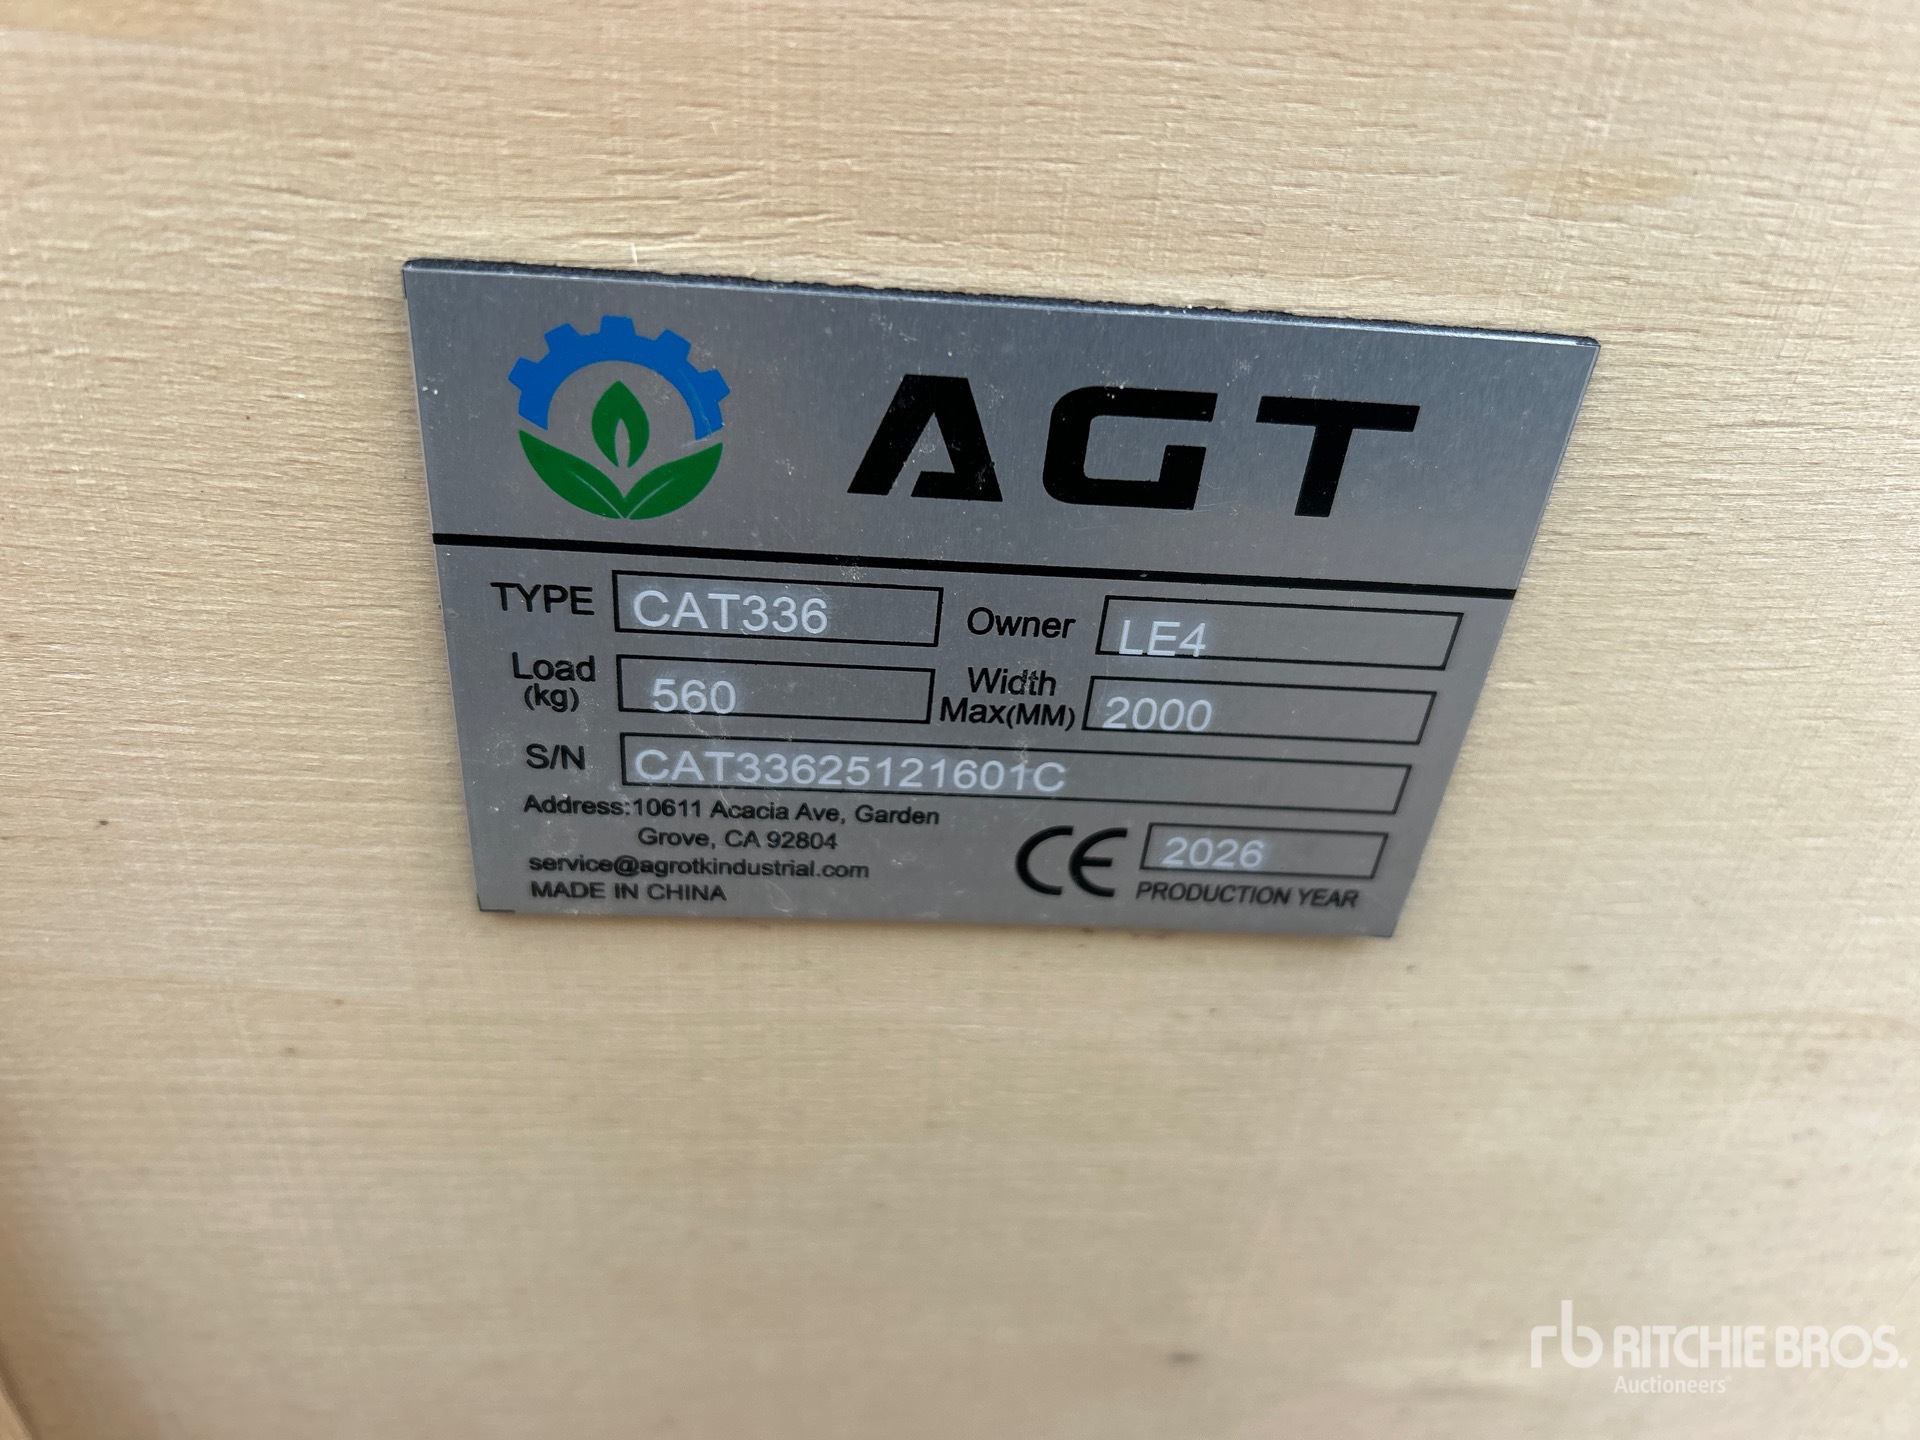 AGT
TYPE CAT336 Owner LE4
Load (kg) 560 Width Max(MM) 2000
S/N CAT33625121601C
Address:10611 Acacia Ave, Garden
Grove, CA 92804
service@agrotkindustrial.com
MADE IN CHINA
CE 2026
PRODUCTION YEAR
rb RITCHIE BROS.
Auctioneers